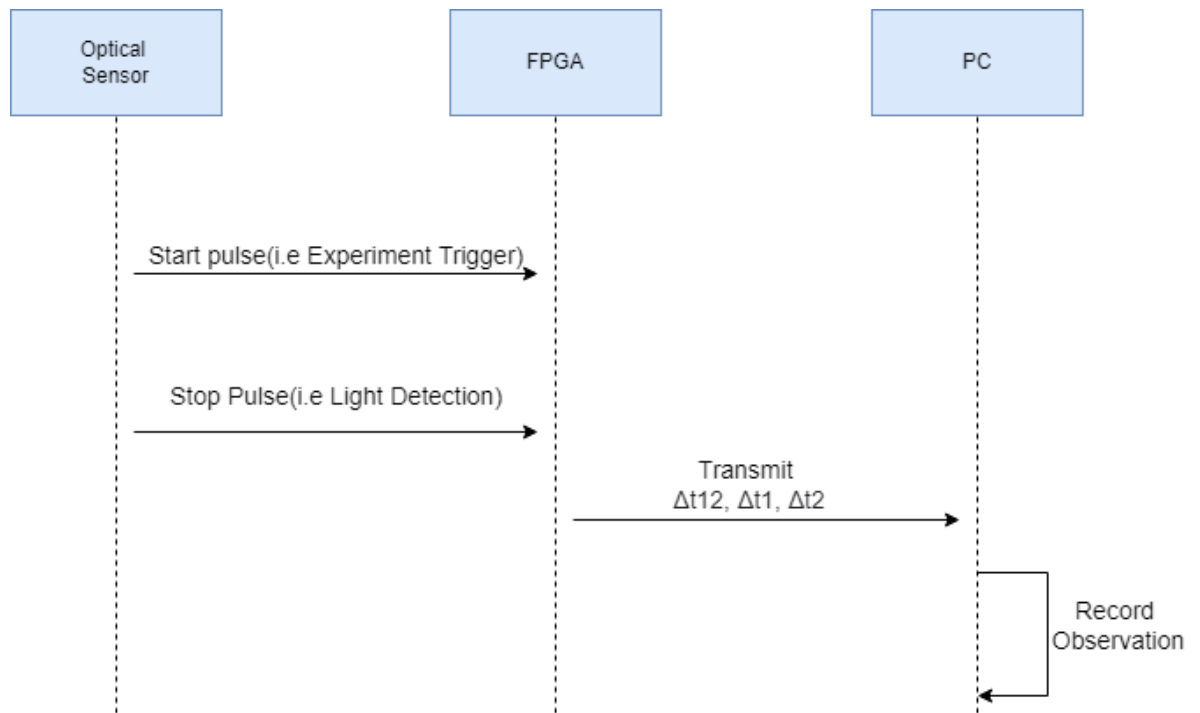 Optical
Sensor
FPGA
PC
Start pulse(i.e Experiment Trigger)
Stop Pulse(i.e Light Detection)
Transmit
Δt12, Δt1, Δt2
Record
Observation